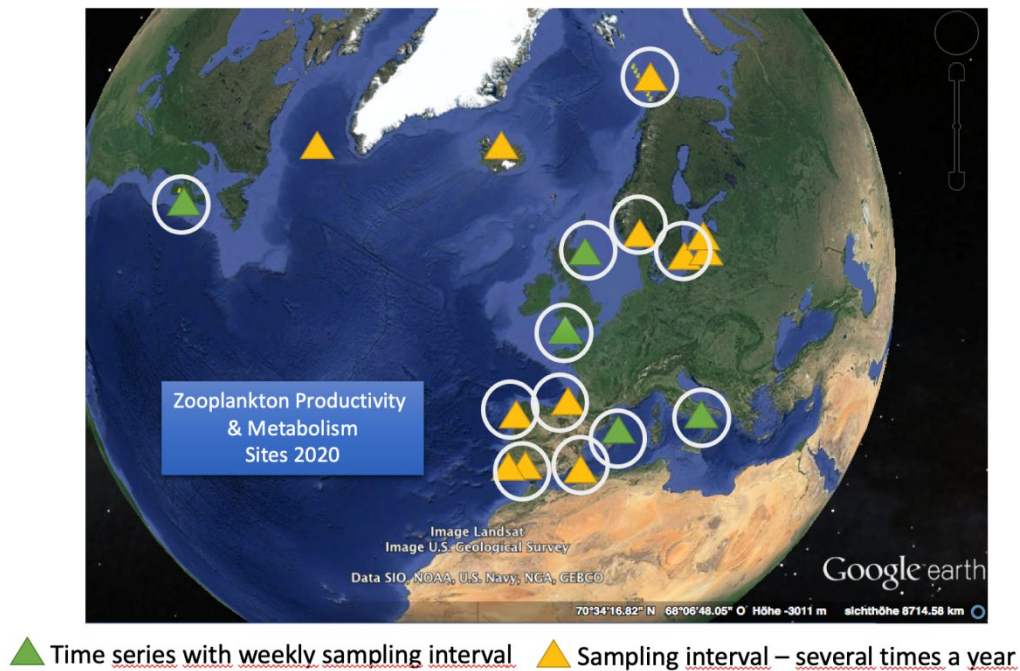 Zooplankton Productivity
& Metabolism
Sites 2020
Image Landsat
Image U.S. Geological Survey
Data SIO, NOAA, U.S. Navy, NGA, GEBCO
Google earth
70°34'16.82" N 68°06'48.05" O Höhe -3011 m sichthöhe 8714.58 km
Time series with weekly sampling interval
Sampling interval – several times a year